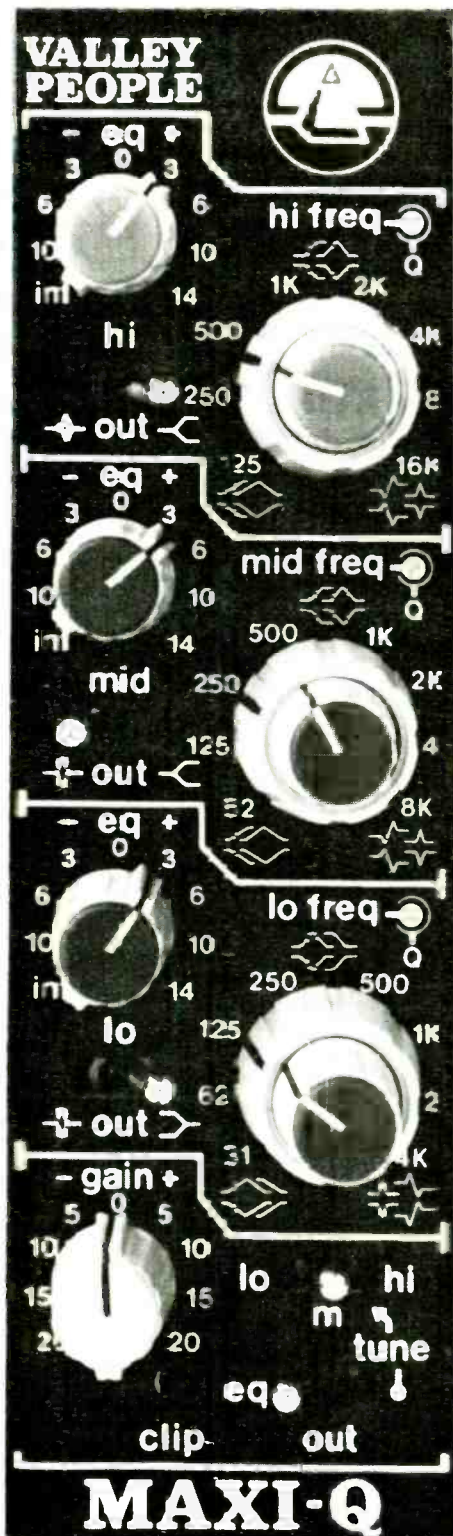 VALLEY
PEOPLE
- eq +
3 0 3
6 6
10 10
inf 14
hi
out
hi freq
Q
1K 2K
500 4K
250 8
16K
- eq +
3 0 3
6 6
10 10
inf 14
mid
out
mid freq
Q
500 1K
250 2K
125 4
62 8K
- eq +
3 0 3
6 6
10 10
inf 14
lo
out
lo freq
Q
250 500
125 1K
62 2
31 4K
- gain +
5 0 5
10 10
15 15
20
lo hi
m
tune
eq
clip out
MAXI-Q